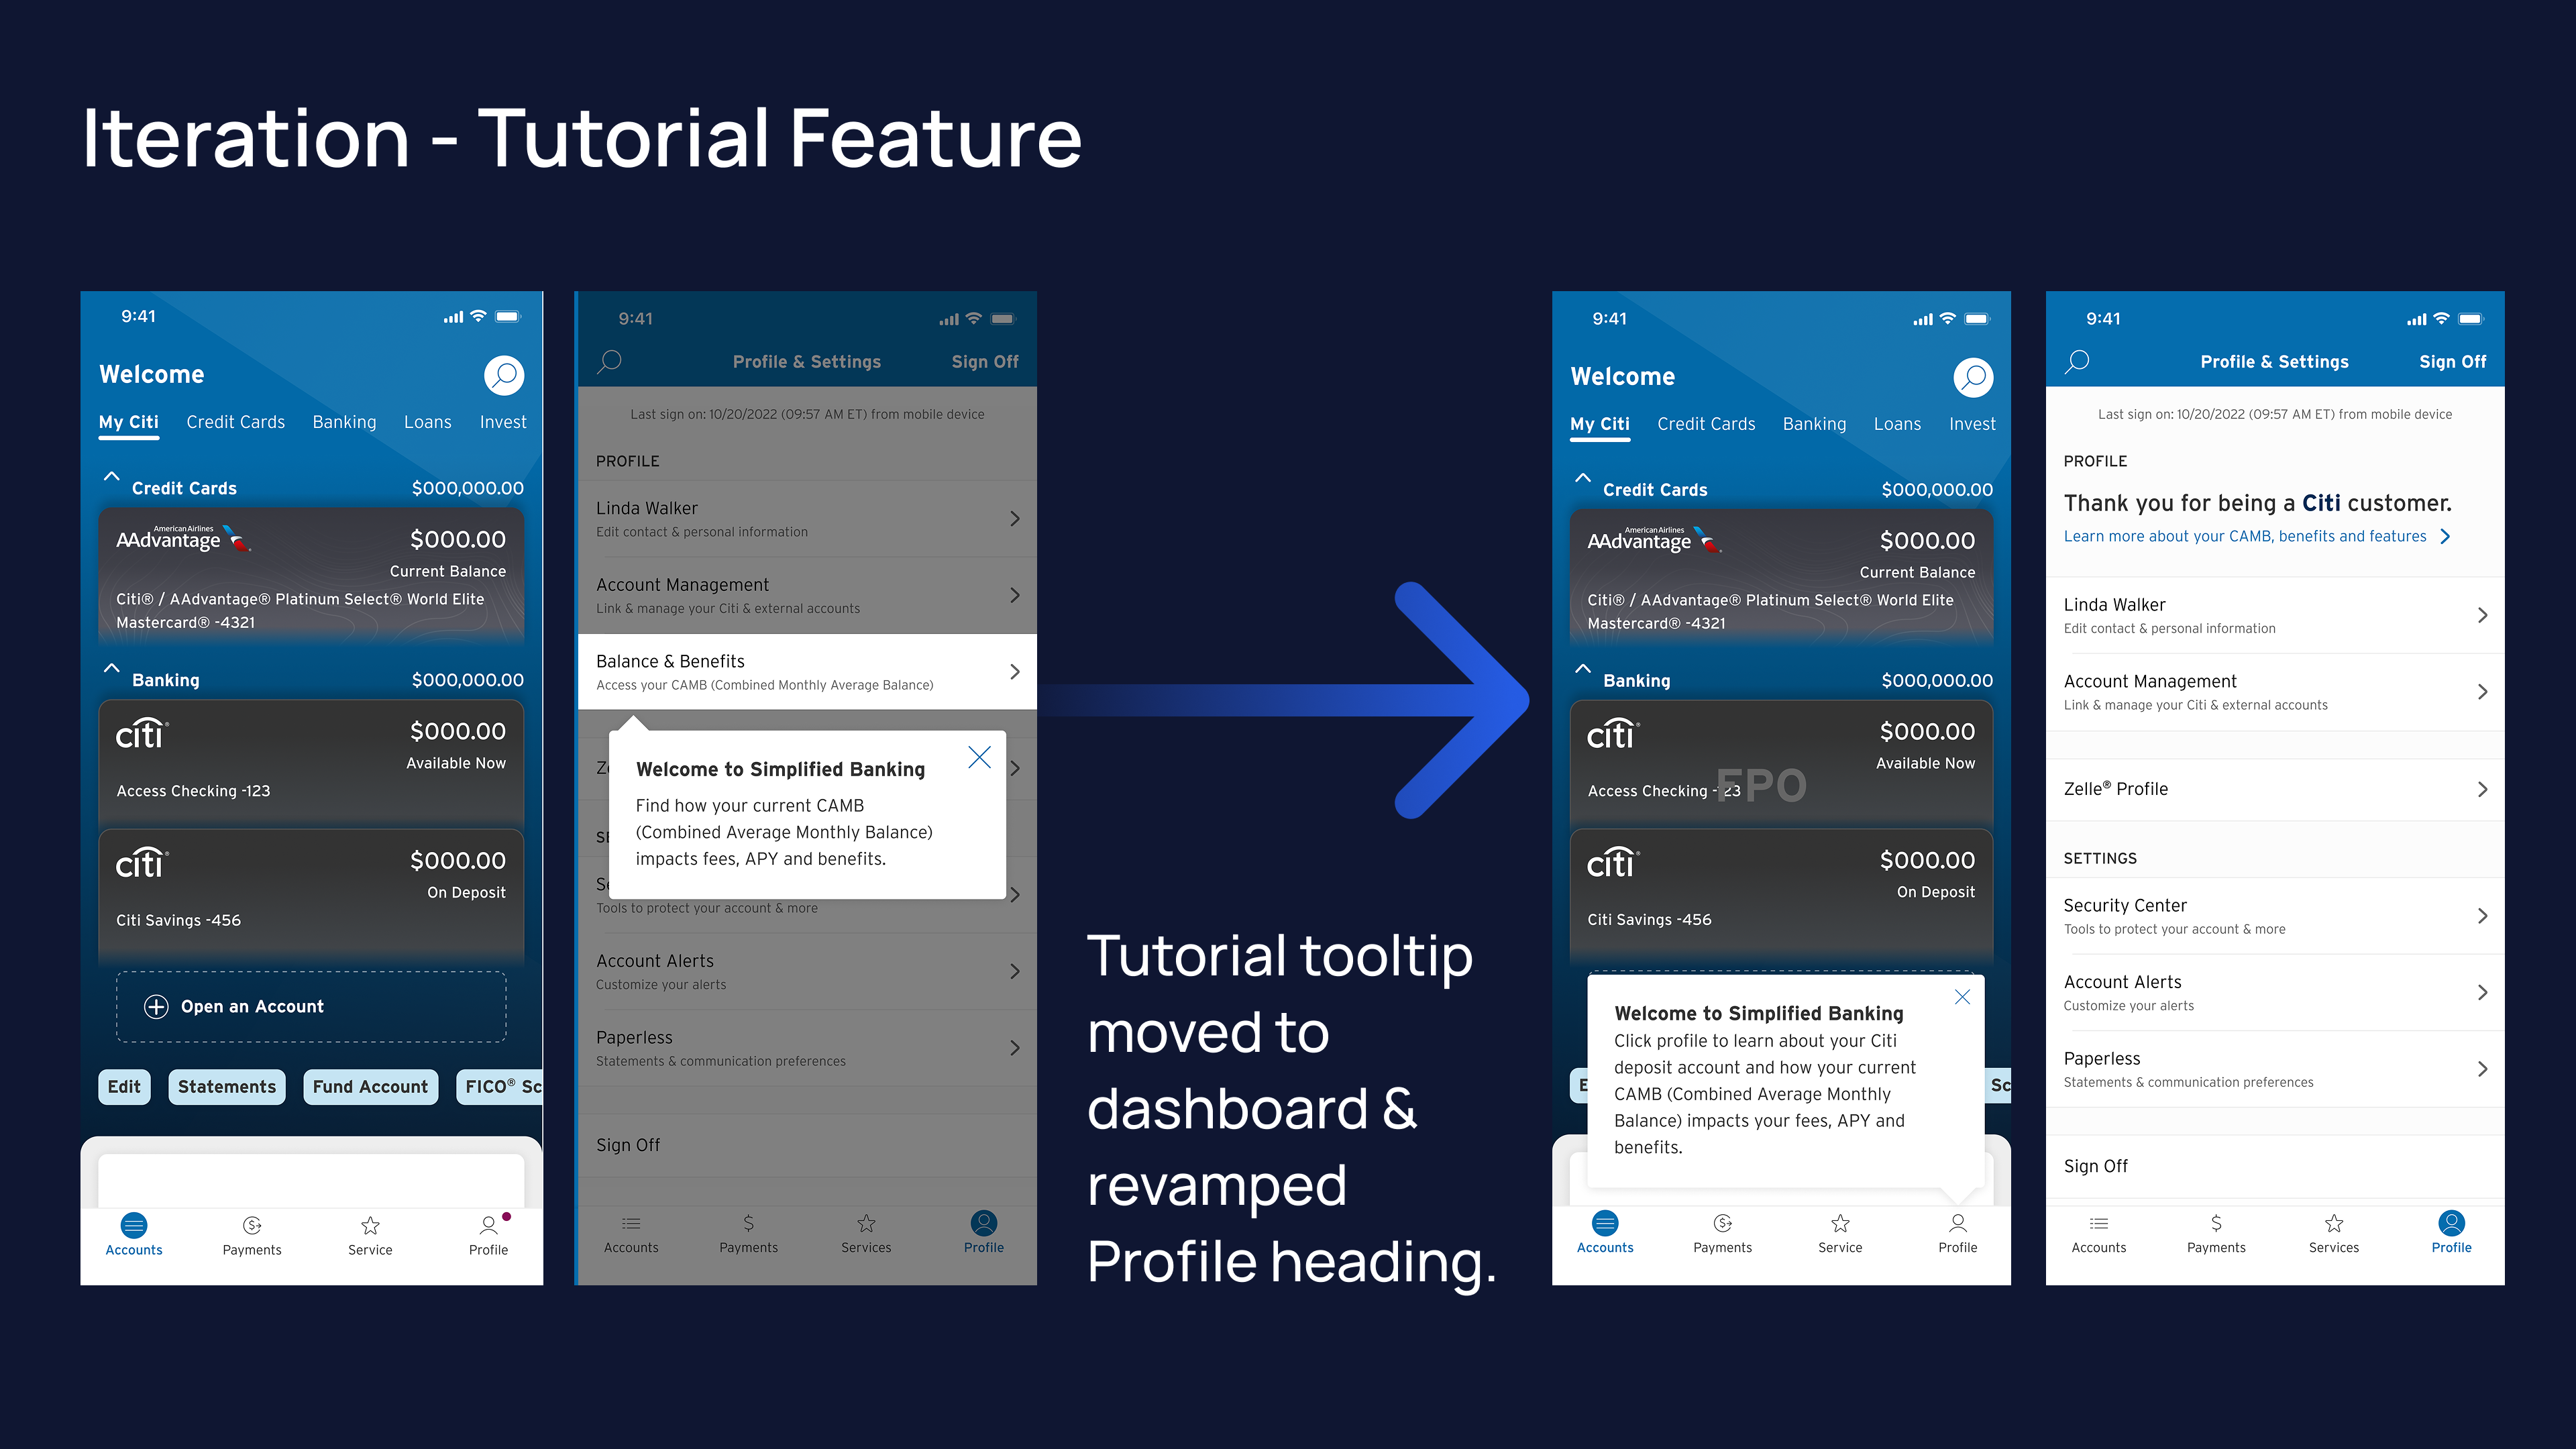 Iteration - Tutorial Feature
9:41
Welcome
My Citi Credit Cards Banking Loans Invest
Credit Cards $000,000.00
American Airlines
AAdvantage $000.00
Current Balance
Citi® / AAdvantage® Platinum Select® World Elite
Mastercard® -4321
Banking $000,000.00
citi® $000.00
Available Now
Access Checking -123
citi® $000.00
On Deposit
Citi Savings -456
Open an Account
Edit Statements Fund Account FICO® Sc
Accounts Payments Service Profile
9:41
Profile & Settings Sign Off
Last sign on: 10/20/2022 (09:57 AM ET) from mobile device
PROFILE
Linda Walker
Edit contact & personal information
Account Management
Link & manage your Citi & external accounts
Balance & Benefits
Access your CAMB (Combined Monthly Average Balance)
Welcome to Simplified Banking
Find how your current CAMB
(Combined Average Monthly Balance)
impacts fees, APY and benefits.
Tools to protect your account & more
Account Alerts
Customize your alerts
Paperless
Statements & communication preferences
Sign Off
Accounts Payments Services Profile
Tutorial tooltip
moved to
dashboard &
revamped
Profile heading.
9:41
Welcome
My Citi Credit Cards Banking Loans Invest
Credit Cards $000,000.00
American Airlines
AAdvantage $000.00
Current Balance
Citi® / AAdvantage® Platinum Select® World Elite
Mastercard® -4321
Banking $000,000.00
citi® $000.00
Available Now
FPO
Access Checking -123
citi® $000.00
On Deposit
Citi Savings -456
Welcome to Simplified Banking
Click profile to learn about your Citi
deposit account and how your current
CAMB (Combined Average Monthly
Balance) impacts your fees, APY and
benefits.
E Sc
Accounts Payments Service Profile
9:41
Profile & Settings Sign Off
Last sign on: 10/20/2022 (09:57 AM ET) from mobile device
PROFILE
Thank you for being a Citi customer.
Learn more about your CAMB, benefits and features
Linda Walker
Edit contact & personal information
Account Management
Link & manage your Citi & external accounts
Zelle® Profile
SETTINGS
Security Center
Tools to protect your account & more
Account Alerts
Customize your alerts
Paperless
Statements & communication preferences
Sign Off
Accounts Payments Services Profile